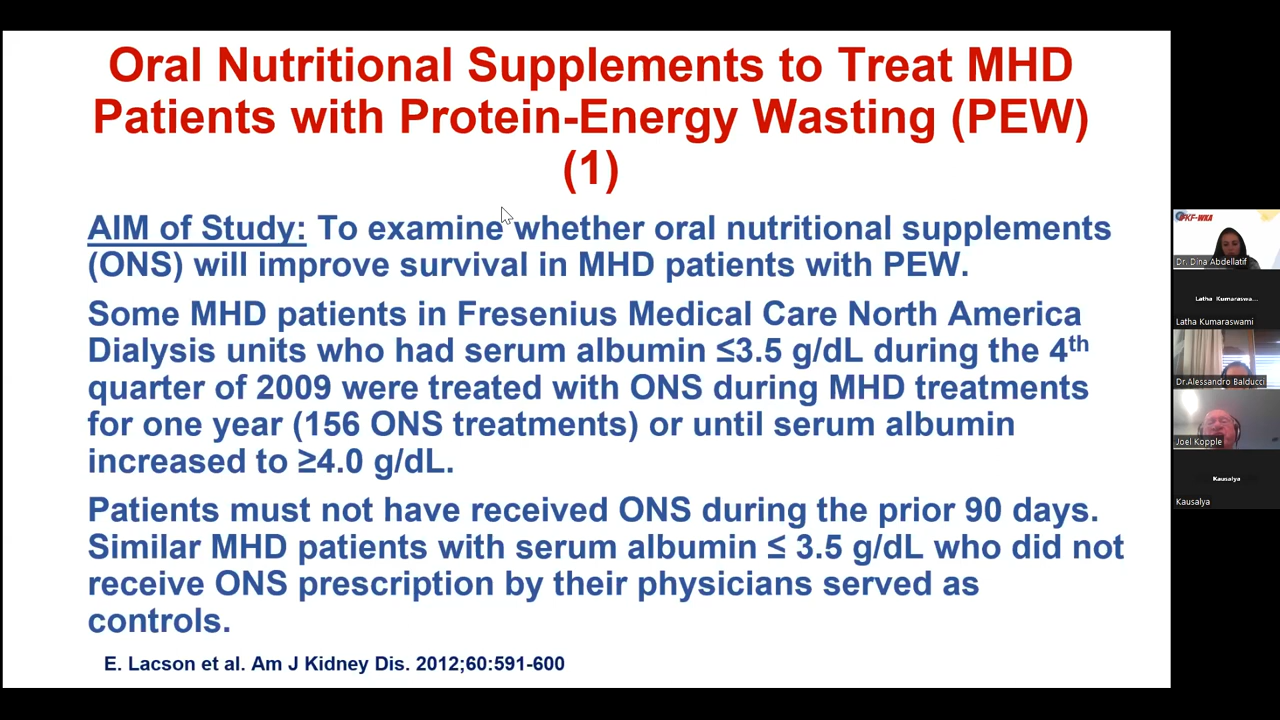 Oral Nutritional Supplements to Treat MHD
Patients with Protein-Energy Wasting (PEW)
(1)
AIM of Study: To examine whether oral nutritional supplements
(ONS) will improve survival in MHD patients with PEW.
Some MHD patients in Fresenius Medical Care North America
Dialysis units who had serum albumin ≤3.5 g/dL during the 4th
quarter of 2009 were treated with ONS during MHD treatments
for one year (156 ONS treatments) or until serum albumin
increased to ≥4.0 g/dL.
Patients must not have received ONS during the prior 90 days.
Similar MHD patients with serum albumin ≤ 3.5 g/dL who did not
receive ONS prescription by their physicians served as
controls.
E. Lacson et al. Am J Kidney Dis. 2012;60:591-600
IFKF-WKA
Dr. Dina Abdellatif
Latha Kumaraswa...
Latha Kumaraswami
Dr.Alessandro Balducci
Joel Kopple
Kausalya
Kausalya